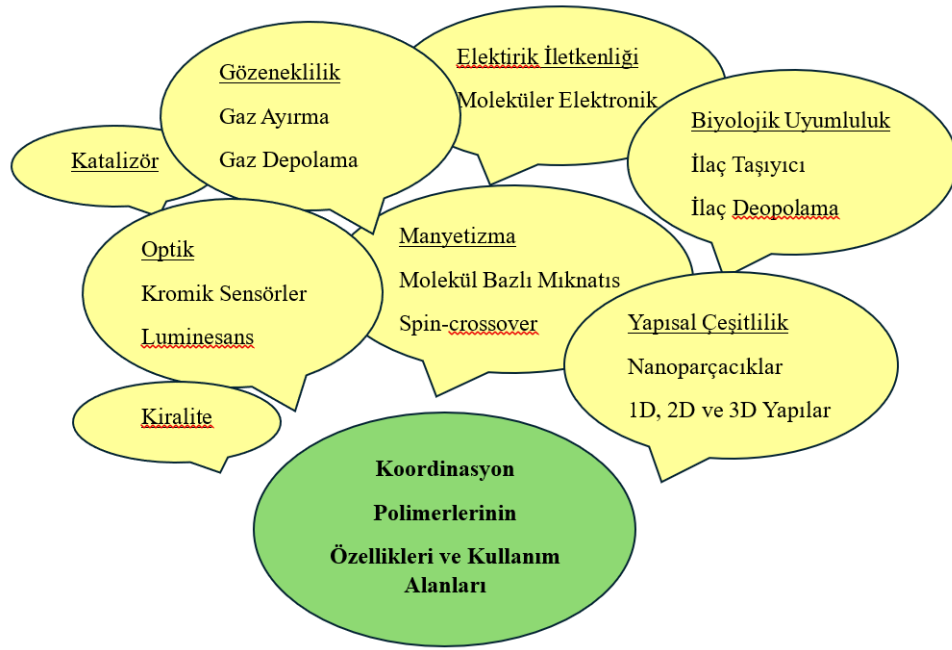 Elektirik İletkenliği
Moleküler Elektronik
Gözeneklilik
Gaz Ayırma
Gaz Depolama
Biyolojik Uyumluluk
İlaç Taşıyıcı
İlaç Deopolama
Katalizör
Optik
Kromik Sensörler
Luminesans
Manyetizma
Molekül Bazlı Mıknatıs
Spin-crossover
Yapısal Çeşitlilik
Nanoparçacıklar
1D, 2D ve 3D Yapılar
Kiralite
Koordinasyon
Polimerlerinin
Özellikleri ve Kullanım
Alanları